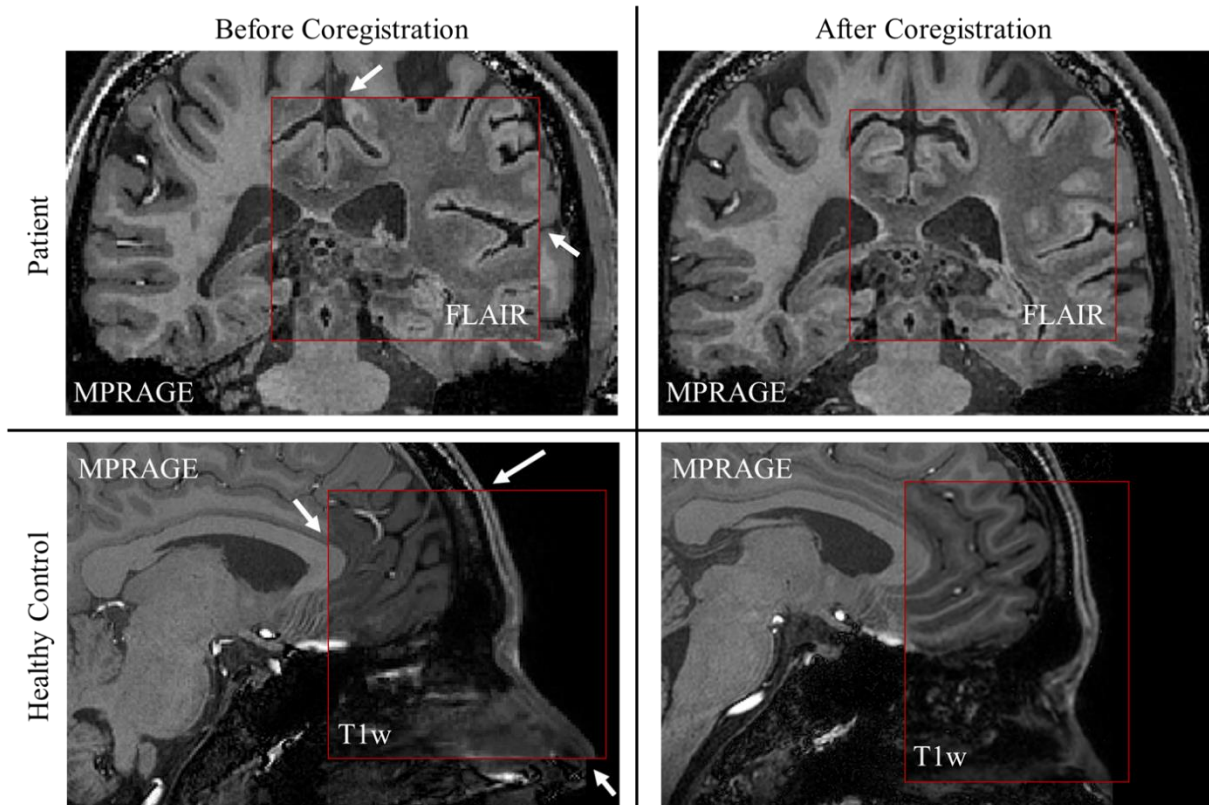 Before Coregistration
After Coregistration
Patient
FLAIR
MPRAGE
FLAIR
MPRAGE
Healthy Control
MPRAGE
T1w
MPRAGE
T1w